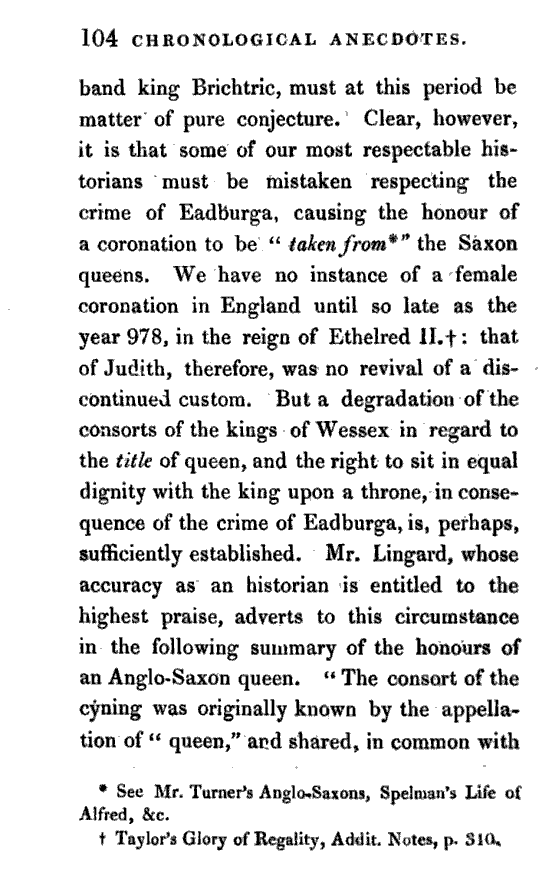 104 CHRONOLOGICAL ANECDOTES.
band king Brichtric, must at this period be
matter of pure conjecture. Clear, however,
it is that some of our most respectable his-
torians must be mistaken respecting the
crime of Eadburga, causing the honour of
a coronation to be “ taken from*” the Saxon
queens. We have no instance of a female
coronation in England until so late as the
year 978, in the reign of Ethelred II.†: that
of Judith, therefore, was no revival of a dis-
continued custom. But a degradation of the
consorts of the kings of Wessex in regard to
the title of queen, and the right to sit in equal
dignity with the king upon a throne, in conse-
quence of the crime of Eadburga, is, perhaps,
sufficiently established. Mr. Lingard, whose
accuracy as an historian is entitled to the
highest praise, adverts to this circumstance
in the following summary of the honours of
an Anglo-Saxon queen. “ The consort of the
cyning was originally known by the appella-
tion of “ queen,” and shared, in common with
* See Mr. Turner's Anglo-Saxons, Spelman's Life of
Alfred, &c.
† Taylor's Glory of Regality, Addit. Notes, p. 310.